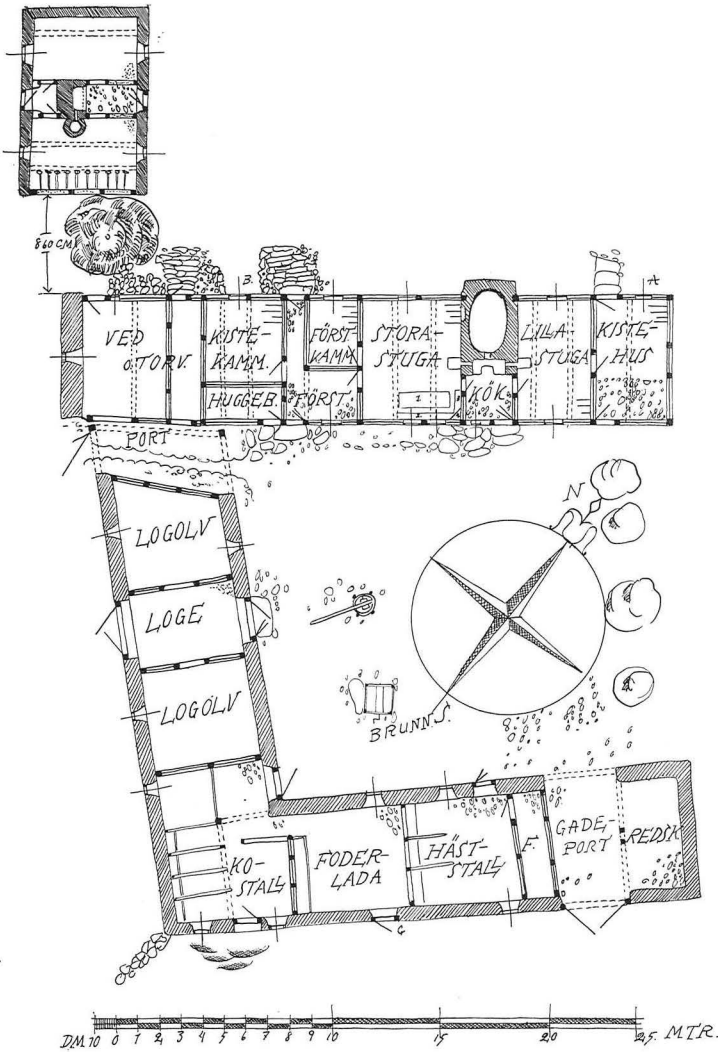 860 CM
B.
A
VED
o. TORV.
KISTE-
KAMM.
HUGGEB.
FÖRST.
KAMM.
FÖRST.
STORA-
STUGA
1
KÖK
LILLA-
STUGA
KISTE-
HUS
PORT
N
LOGOLV
LOGE
LOGOLV
BRUNN
S.
KO-
STALL
FODER-
LADA
HÄST-
STALL
F.
GADE-
PORT
REDSK
G
DM 10 0 1 2 3 4 5 6 7 8 9 10 15 20 25. MTR.